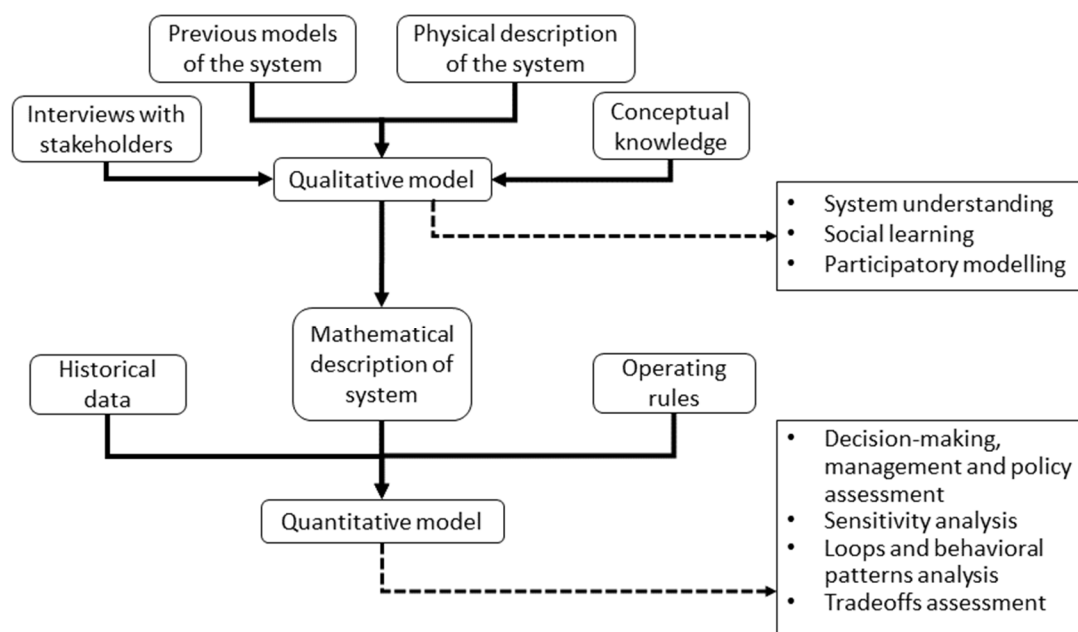 Previous models
of the system
Physical description
of the system
Interviews with
stakeholders
Conceptual
knowledge
Qualitative model
• System understanding
• Social learning
• Participatory modelling
Mathematical
description of
system
Historical
data
Operating
rules
• Decision-making,
management and policy
assessment
• Sensitivity analysis
• Loops and behavioral
patterns analysis
• Tradeoffs assessment
Quantitative model